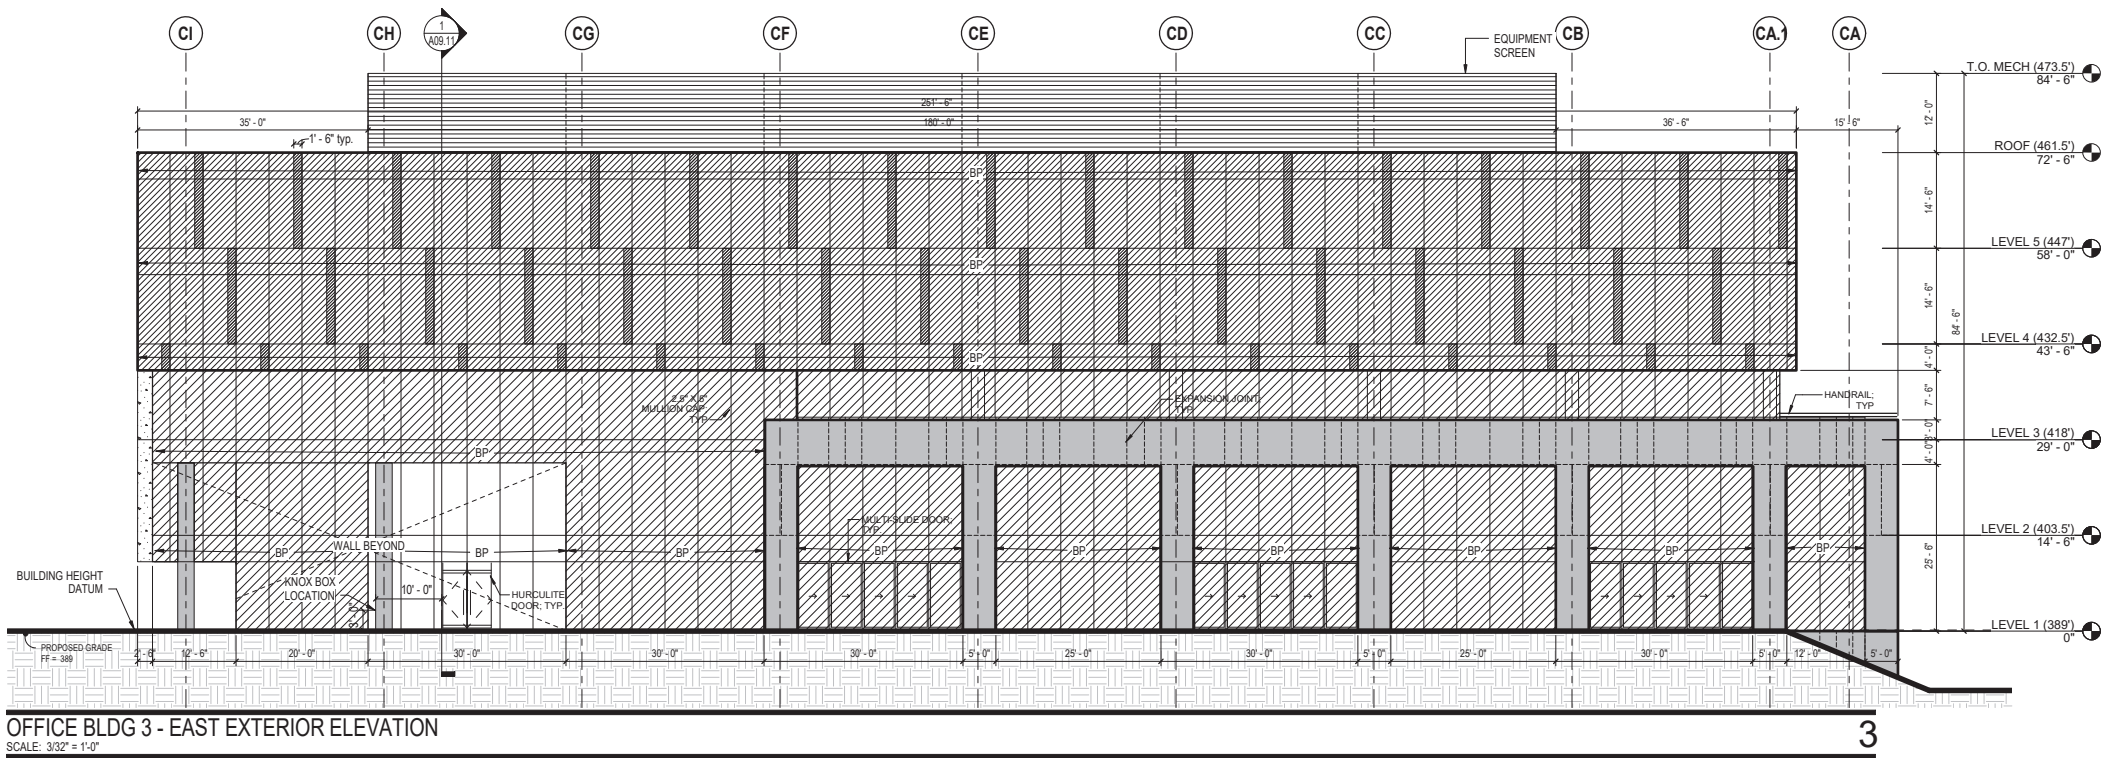 CI
CH
1
A09.11
CG
CF
CE
CD
CC
CB
CA.1
CA
EQUIPMENT
SCREEN
T.O. MECH (473.5')
84' - 6"
251' - 6"
35' - 0"
180' - 0"
36' - 6"
15' - 6"
12' - 0"
1' - 6" typ.
ROOF (461.5')
72' - 6"
BP
14' - 6"
LEVEL 5 (447')
58' - 0"
BP
14' - 6"
84' - 6"
LEVEL 4 (432.5')
43' - 6"
BP
4' - 0"
2.5" X 5"
MULLION CAP;
TYP
EXPANSION JOINT;
TYP
HANDRAIL;
TYP
7' - 6"
3' - 0"
LEVEL 3 (418')
29' - 0"
4' - 0"
BP
MULTI-SLIDE DOOR;
TYP.
LEVEL 2 (403.5')
14' - 6"
WALL BEYOND
BP
BP
BP
BP
BP
BP
BP
BP
BP
25' - 6"
BUILDING HEIGHT
DATUM
KNOX BOX
LOCATION
10' - 0"
3' - 0"
HURCULITE
DOOR; TYP.
LEVEL 1 (389')
0"
PROPOSED GRADE
FF = 389
2' - 6"
12' - 6"
20' - 0"
30' - 0"
30' - 0"
30' - 0"
5' - 0"
25' - 0"
30' - 0"
5' - 0"
25' - 0"
30' - 0"
5' - 0"
12' - 0"
5' - 0"
OFFICE BLDG 3 - EAST EXTERIOR ELEVATION
3
SCALE: 3/32" = 1'-0"